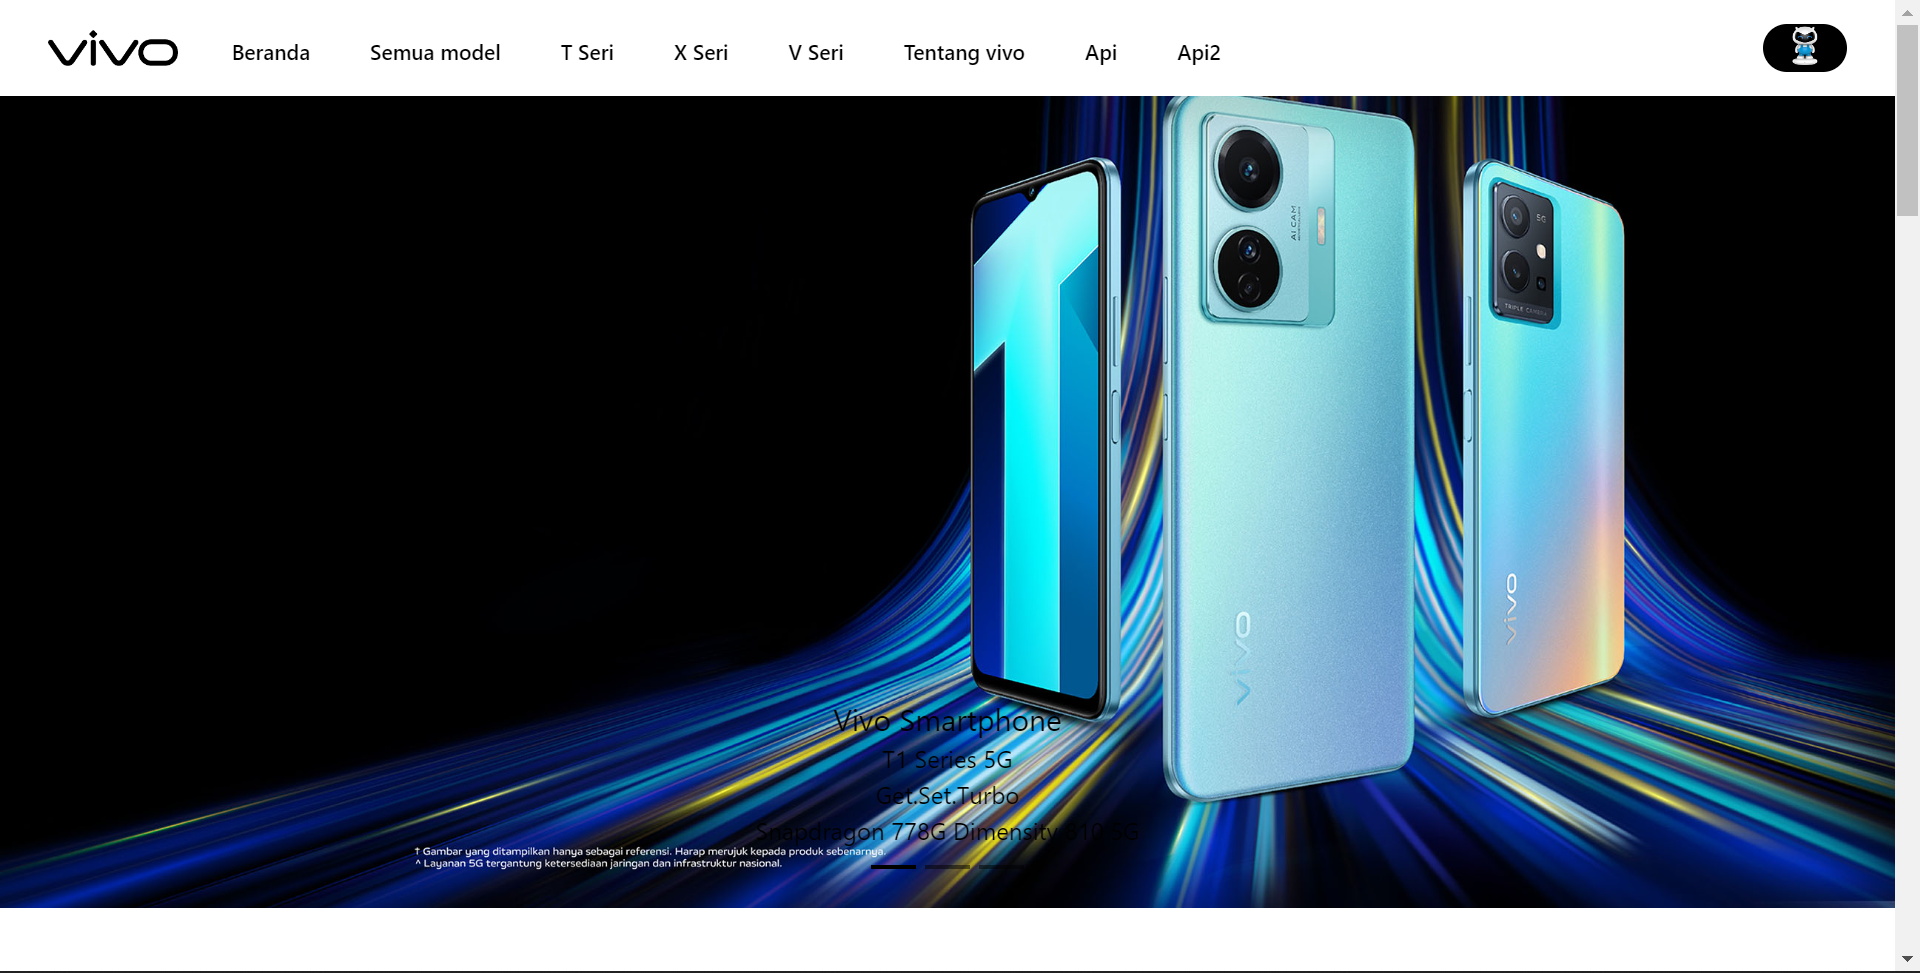 vivo
Beranda
Semua model
T Seri
X Seri
V Seri
Tentang vivo
Api
Api2
AI CAM
5G
TRIPLE CAMERA
vivo
vivo
Vivo Smartphone
T1 Series 5G
Get.Set.Turbo
Snapdragon 778G Dimensity 810 5G
† Gambar yang ditampilkan hanya sebagai referensi. Harap merujuk kepada produk sebenarnya.
^ Layanan 5G tergantung ketersediaan jaringan dan infrastruktur nasional.